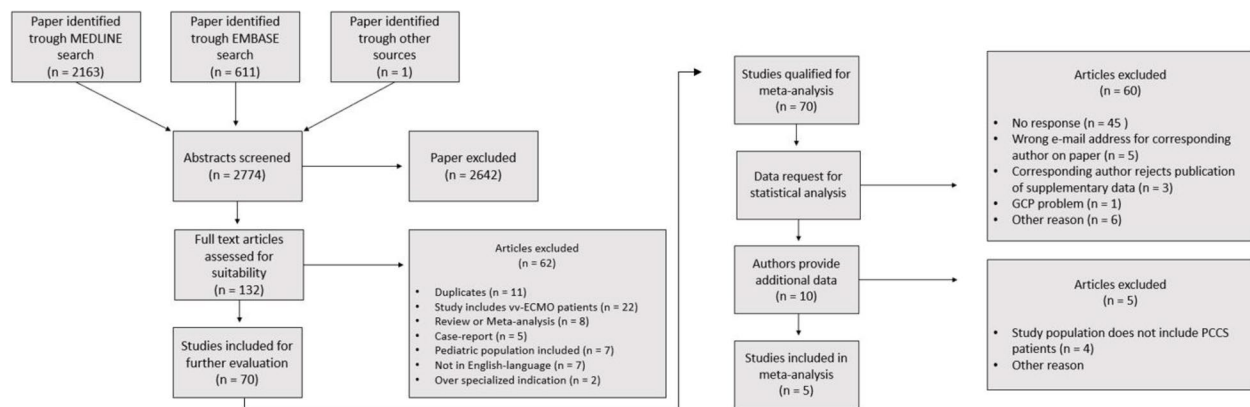 Paper identified
trough MEDLINE
search
(n = 2163)
Paper identified
trough EMBASE
search
(n = 611)
Paper identified
trough other
sources
(n = 1)
Abstracts screened
(n = 2774)
Paper excluded
(n = 2642)
Full text articles
assessed for
suitability
(n = 132)
Articles excluded
(n = 62)
• Duplicates (n = 11)
• Study includes vv-ECMO patients (n = 22)
• Review or Meta-analysis (n = 8)
• Case-report (n = 5)
• Pediatric population included (n = 7)
• Not in English-language (n = 7)
• Over specialized indication (n = 2)
Studies included for
further evaluation
(n = 70)
Studies qualified for
meta-analysis
(n = 70)
Data request for
statistical analysis
Articles excluded
(n = 60)
• No response (n = 45 )
• Wrong e-mail address for corresponding
author on paper (n = 5)
• Corresponding author rejects publication
of supplementary data (n = 3)
• GCP problem (n = 1)
• Other reason (n = 6)
Authors provide
additional data
(n = 10)
Articles excluded
(n = 5)
• Study population does not include PCCS
patients (n = 4)
• Other reason
Studies included in
meta-analysis
(n = 5)